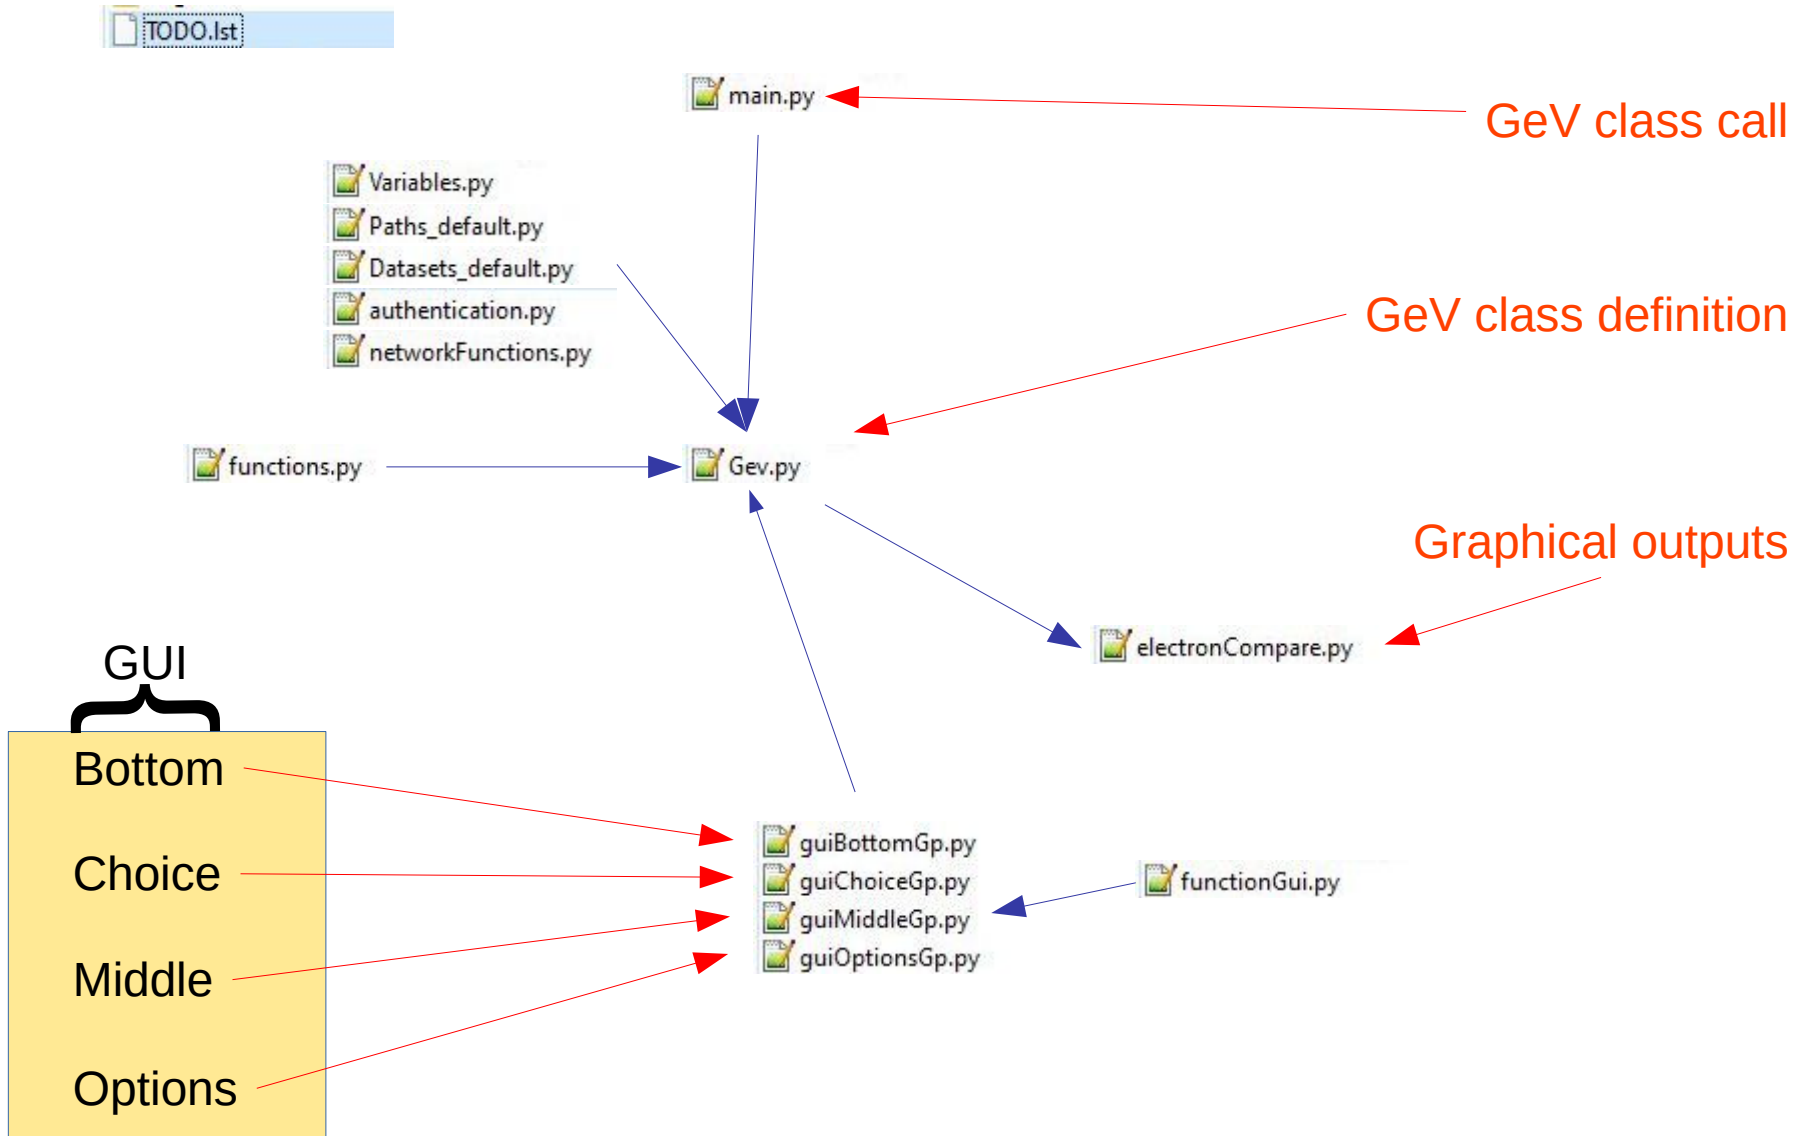 TODO.lst
main.py
GeV class call
Variables.py
Paths_default.py
Datasets_default.py
authentication.py
networkFunctions.py
GeV class definition
functions.py
Gev.py
Graphical outputs
electronCompare.py
GUI
Bottom
Choice
Middle
Options
guiBottomGp.py
guiChoiceGp.py
guiMiddleGp.py
guiOptionsGp.py
functionGui.py